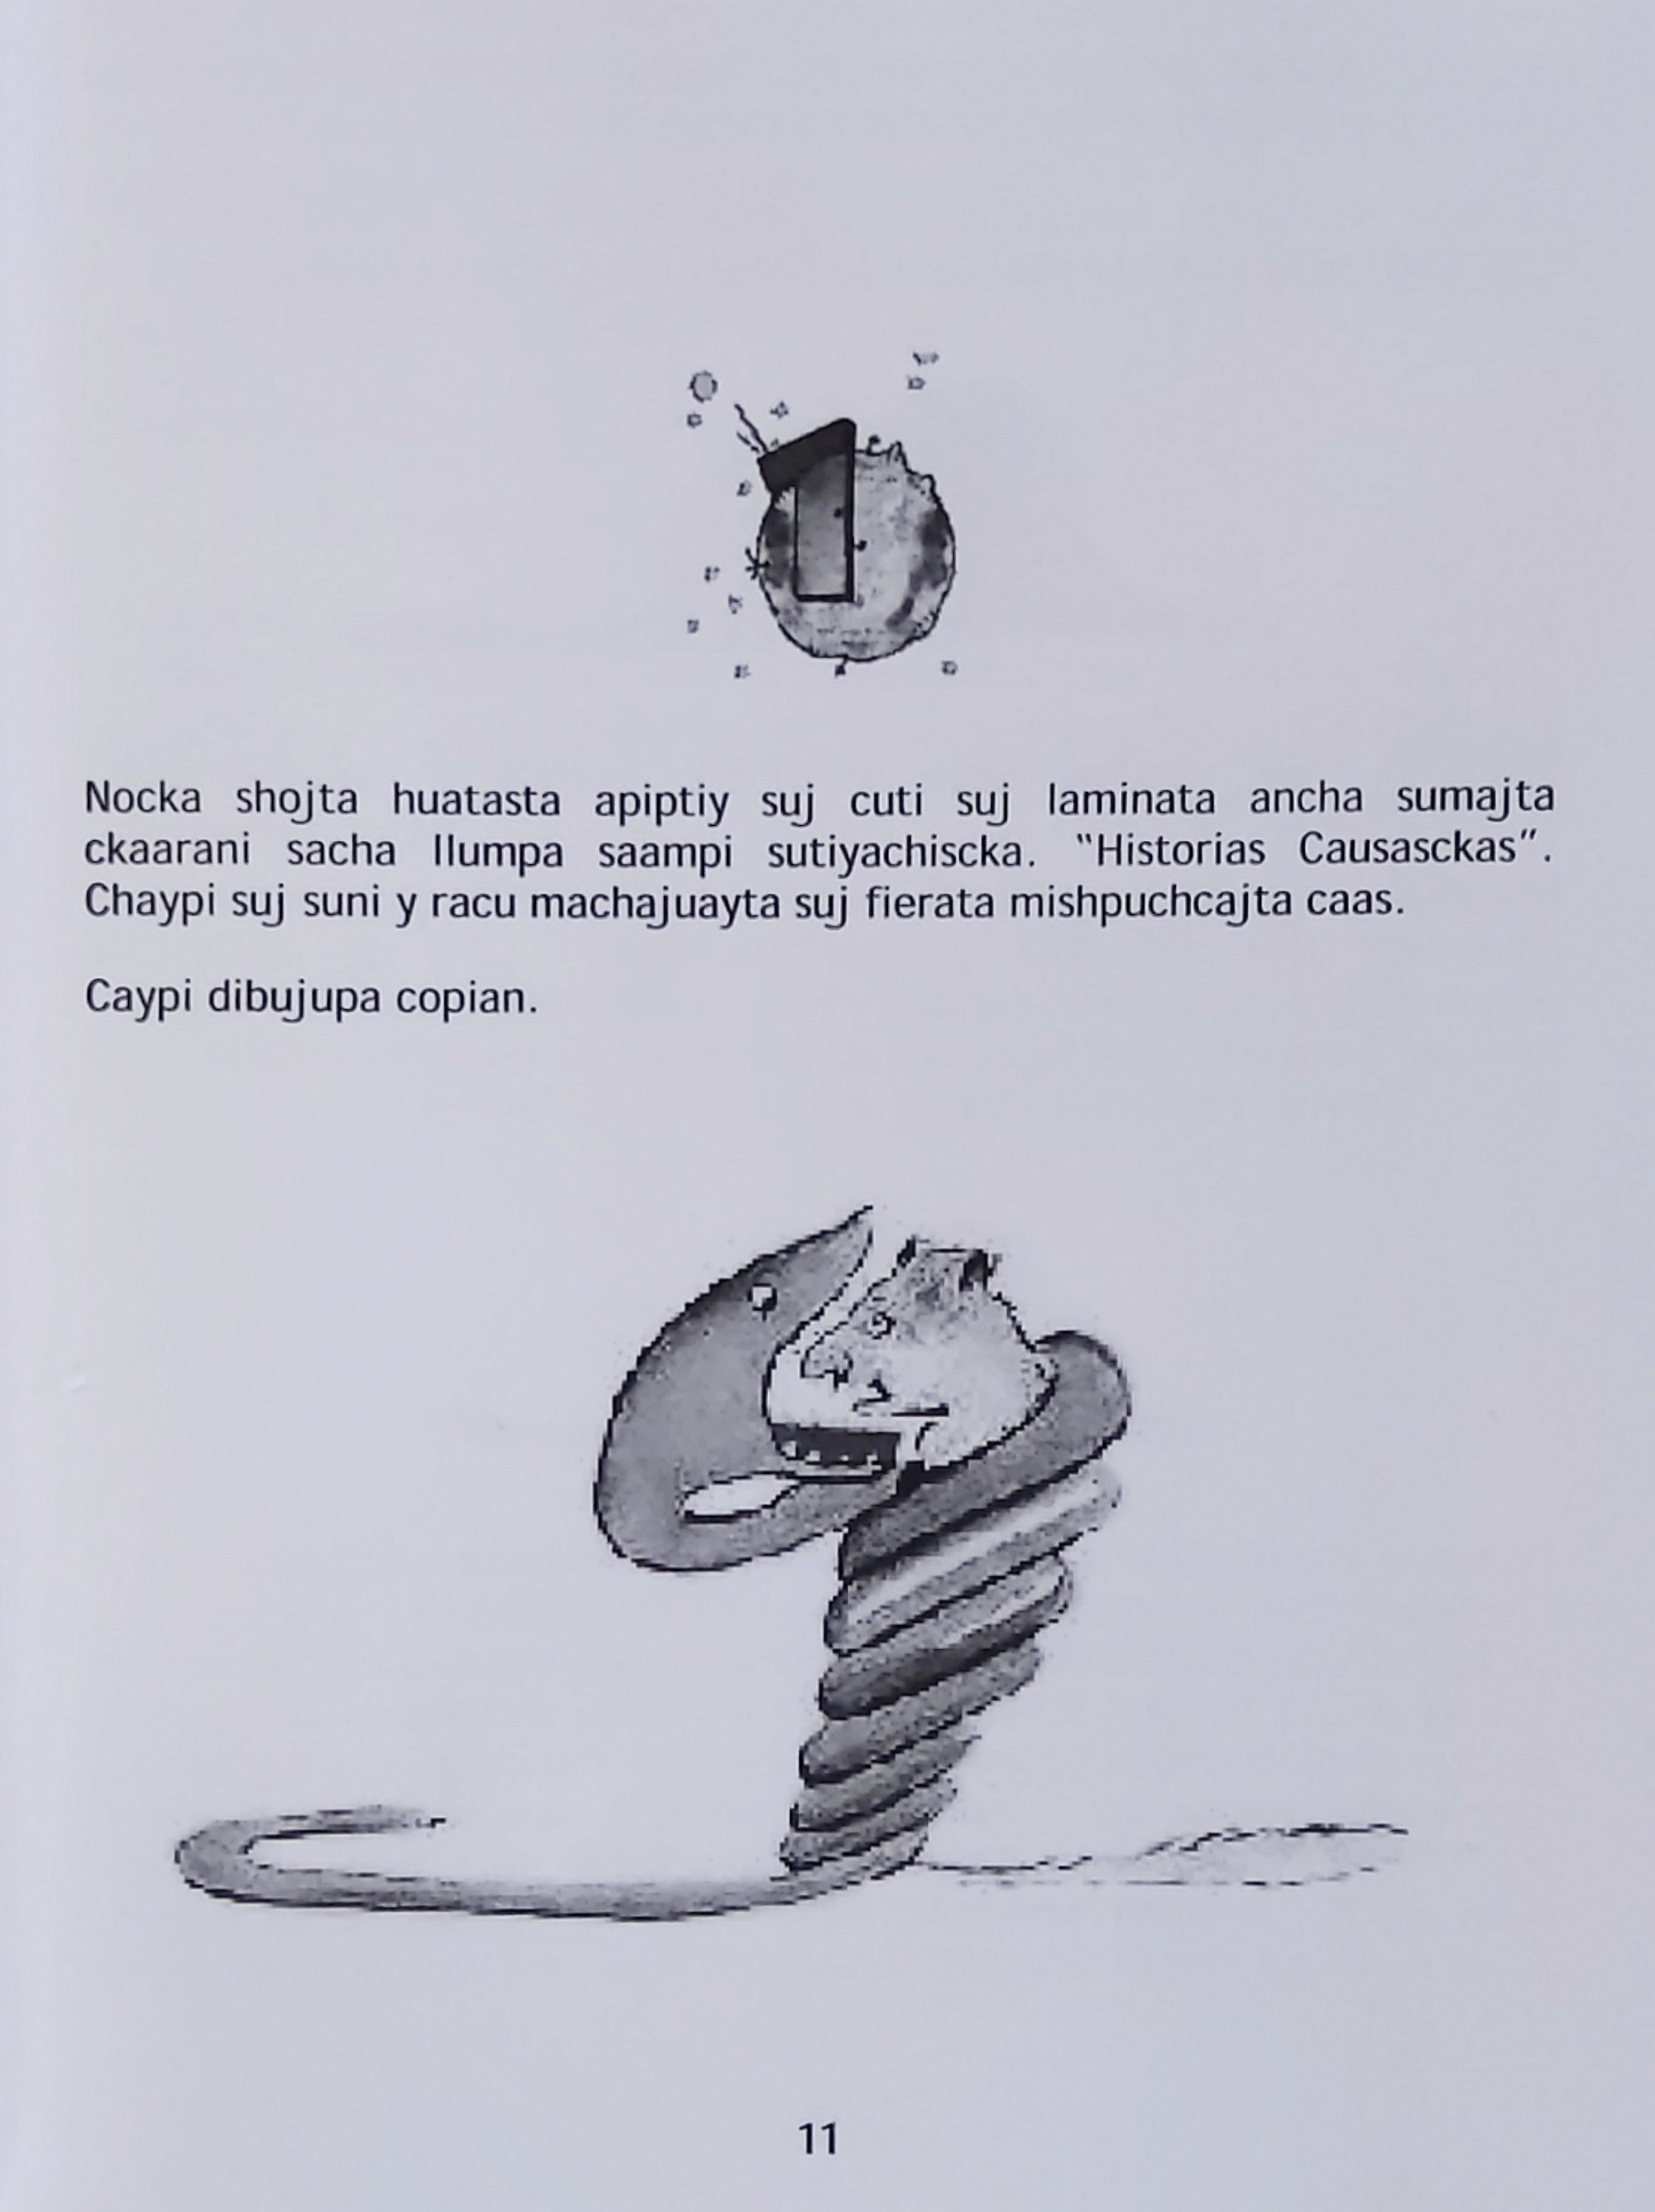 1
Nocka shojta huatasta apiptiy suj cuti suj laminata ancha sumajta
ckaarani sacha llumpa saampi sutiyachiscka. "Historias Causasckas".
Chaypi suj suni y racu machajuayta suj fierata mishpuchcajta caas.
Caypi dibujupa copian.
11